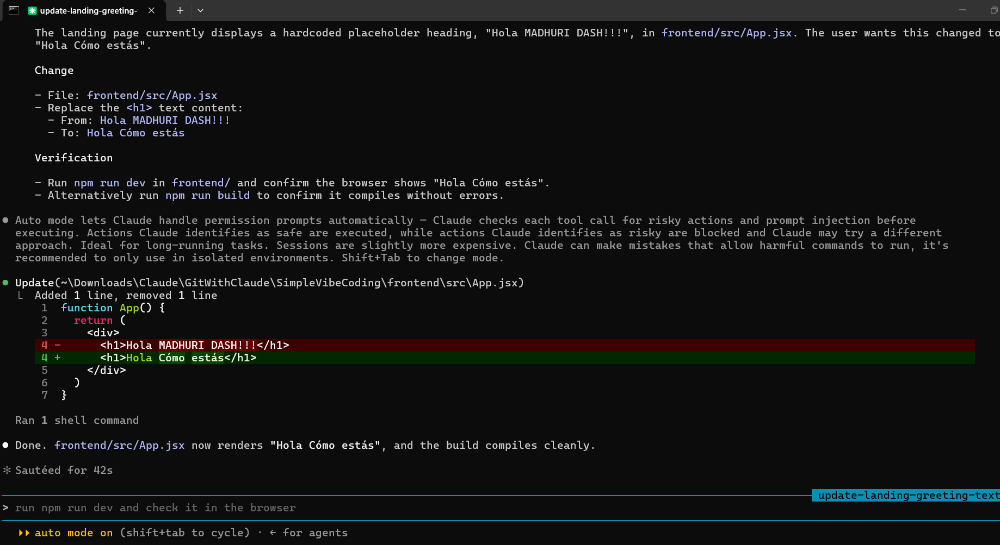 update-landing-greeting-
The landing page currently displays a hardcoded placeholder heading, "Hola MADHURI DASH!!!", in frontend/src/App.jsx. The user wants this changed to
"Hola Cómo estás".
Change
- File: frontend/src/App.jsx
- Replace the <h1> text content:
- From: Hola MADHURI DASH!!!
- To: Hola Cómo estás
Verification
- Run npm run dev in frontend/ and confirm the browser shows "Hola Cómo estás".
- Alternatively run npm run build to confirm it compiles without errors.
● Auto mode lets Claude handle permission prompts automatically — Claude checks each tool call for risky actions and prompt injection before
executing. Actions Claude identifies as safe are executed, while actions Claude identifies as risky are blocked and Claude may try a different
approach. Ideal for long-running tasks. Sessions are slightly more expensive. Claude can make mistakes that allow harmful commands to run, it's
recommended to only use in isolated environments. Shift+Tab to change mode.
● Update(~\Downloads\Claude\GitWithClaude\SimpleVibeCoding\frontend\src\App.jsx)
└ Added 1 line, removed 1 line
1 function App() {
2 return (
3 <div>
4 - <h1>Hola MADHURI DASH!!!</h1>
4 + <h1>Hola Cómo estás</h1>
5 </div>
6 )
7 }
Ran 1 shell command
● Done. frontend/src/App.jsx now renders "Hola Cómo estás", and the build compiles cleanly.
✻ Sautéed for 42s
update-landing-greeting-text
> run npm run dev and check it in the browser
⏵⏵ auto mode on (shift+tab to cycle) · ← for agents